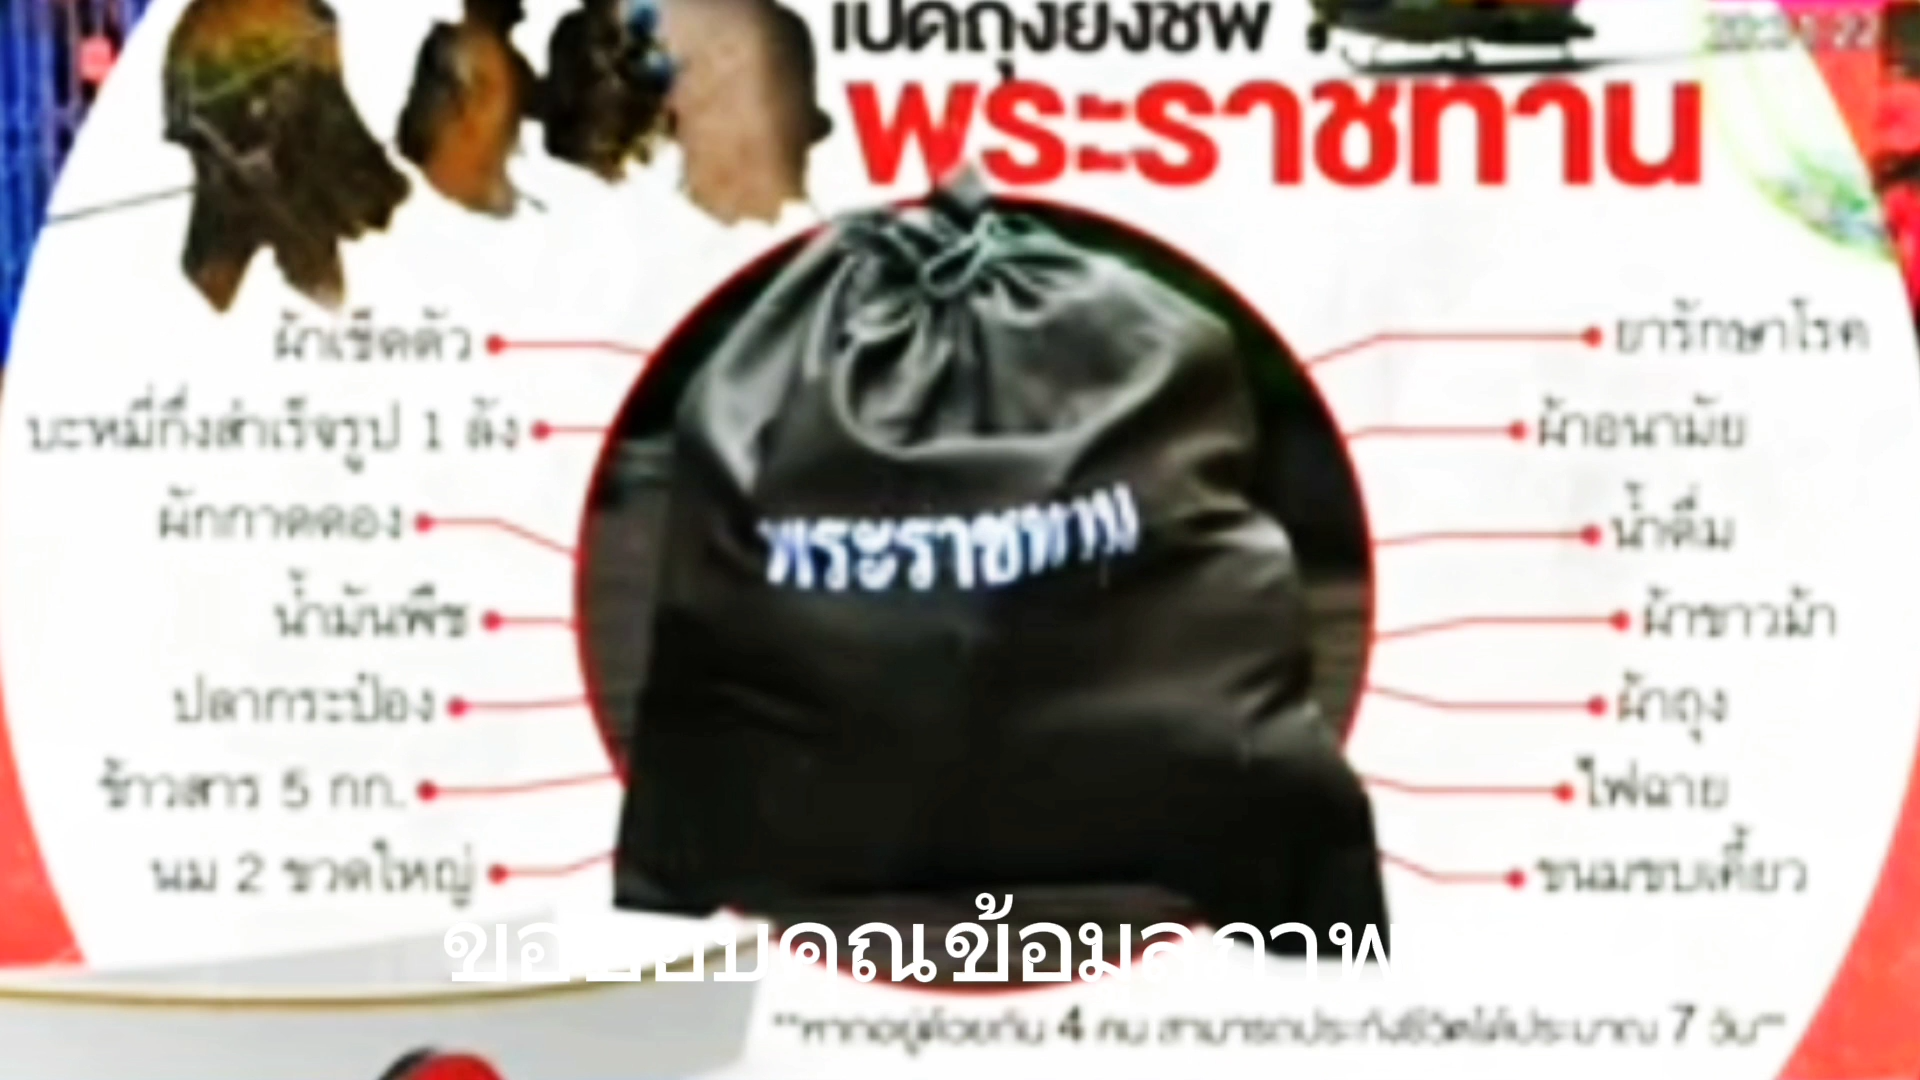 เปิดถุงยังชีพ
พระราชทาน
ผ้าเช็ดตัว
บะหมี่กึ่งสำเร็จรูป 1 ลัง
ผักกาดดอง
น้ำมันพืช
ปลากระป๋อง
ข้าวสาร 5 กก.
นม 2 ขวดใหญ่
พระราชทาน
ยารักษาโรค
ผ้าอนามัย
น้ำดื่ม
ผ้าขาวม้า
ผ้าถุง
ไฟฉาย
ขนมขบเคี้ยว
ขอขอบคุณข้อมูลภาพ
**หากอยู่ด้วยกัน 4 คน สามารถประทังชีวิตได้ประมาณ 7 วัน**